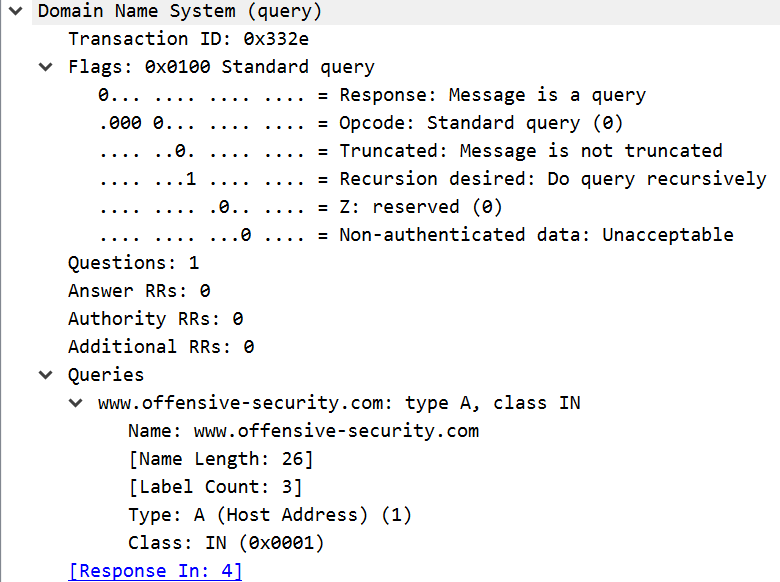 Domain Name System (query)
Transaction ID: 0x332e
Flags: 0x0100 Standard query
0... .... .... .... = Response: Message is a query
.000 0... .... .... = Opcode: Standard query (0)
.... ..0. .... .... = Truncated: Message is not truncated
.... ...1 .... .... = Recursion desired: Do query recursively
.... .... .0.. .... = Z: reserved (0)
.... .... ...0 .... = Non-authenticated data: Unacceptable
Questions: 1
Answer RRs: 0
Authority RRs: 0
Additional RRs: 0
Queries
www.offensive-security.com: type A, class IN
Name: www.offensive-security.com
[Name Length: 26]
[Label Count: 3]
Type: A (Host Address) (1)
Class: IN (0x0001)
[Response In: 4]